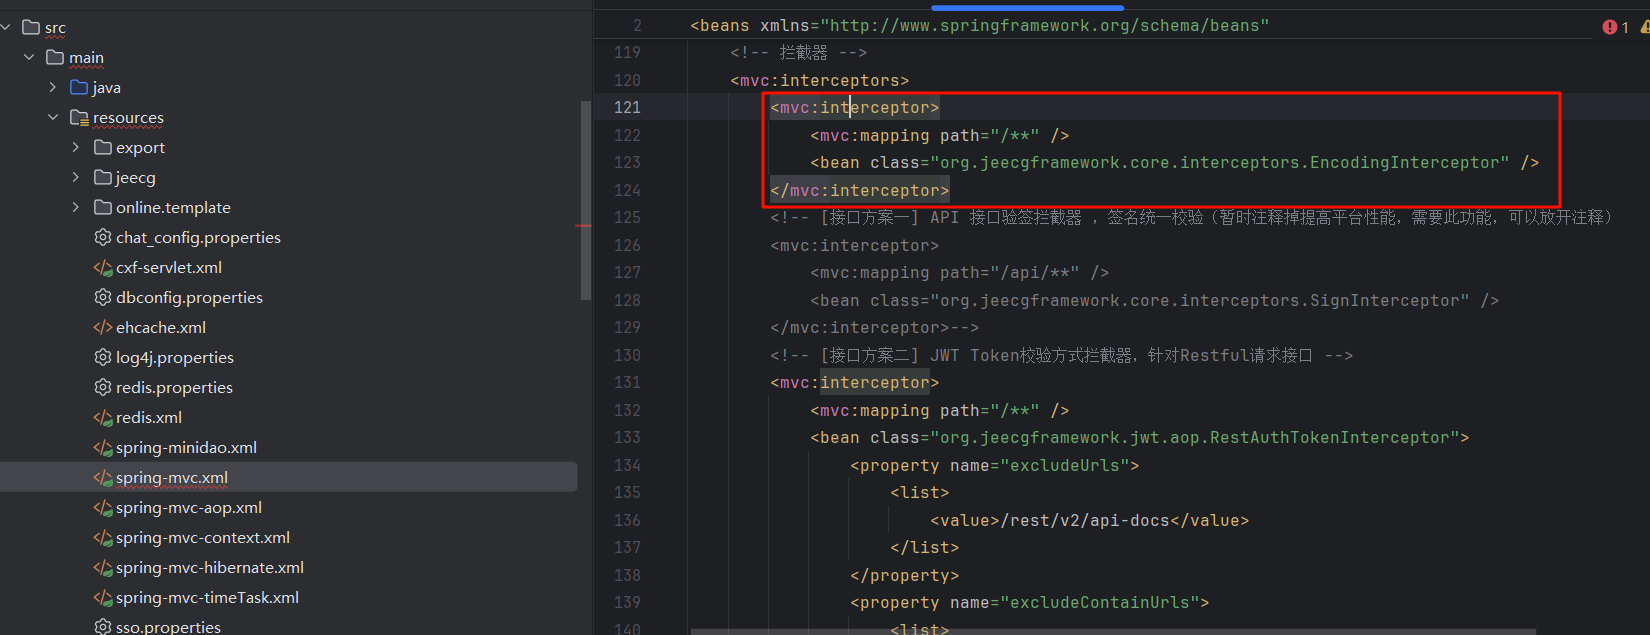 src
main
java
resources
export
jeecg
online.template
chat_config.properties
cxf-servlet.xml
dbconfig.properties
ehcache.xml
log4j.properties
redis.properties
redis.xml
spring-minidao.xml
spring-mvc.xml
spring-mvc-aop.xml
spring-mvc-context.xml
spring-mvc-hibernate.xml
spring-mvc-timeTask.xml
sso.properties
2 <beans xmlns="http://www.springframework.org/schema/beans" 1
119 <!-- 拦截器 -->
120 <mvc:interceptors>
121 <mvc:interceptor>
122 <mvc:mapping path="/**" />
123 <bean class="org.jeecgframework.core.interceptors.EncodingInterceptor" />
124 </mvc:interceptor>
125 <!-- [接口方案一] API 接口验签拦截器 ，签名统一校验（暂时注释掉提高平台性能，需要此功能，可以放开注释）
126 <mvc:interceptor>
127 <mvc:mapping path="/api/**" />
128 <bean class="org.jeecgframework.core.interceptors.SignInterceptor" />
129 </mvc:interceptor>-->
130 <!-- [接口方案二] JWT Token校验方式拦截器，针对Restful请求接口 -->
131 <mvc:interceptor>
132 <mvc:mapping path="/**" />
133 <bean class="org.jeecgframework.jwt.aop.RestAuthTokenInterceptor">
134 <property name="excludeUrls">
135 <list>
136 <value>/rest/v2/api-docs</value>
137 </list>
138 </property>
139 <property name="excludeContainUrls">
140 <list>